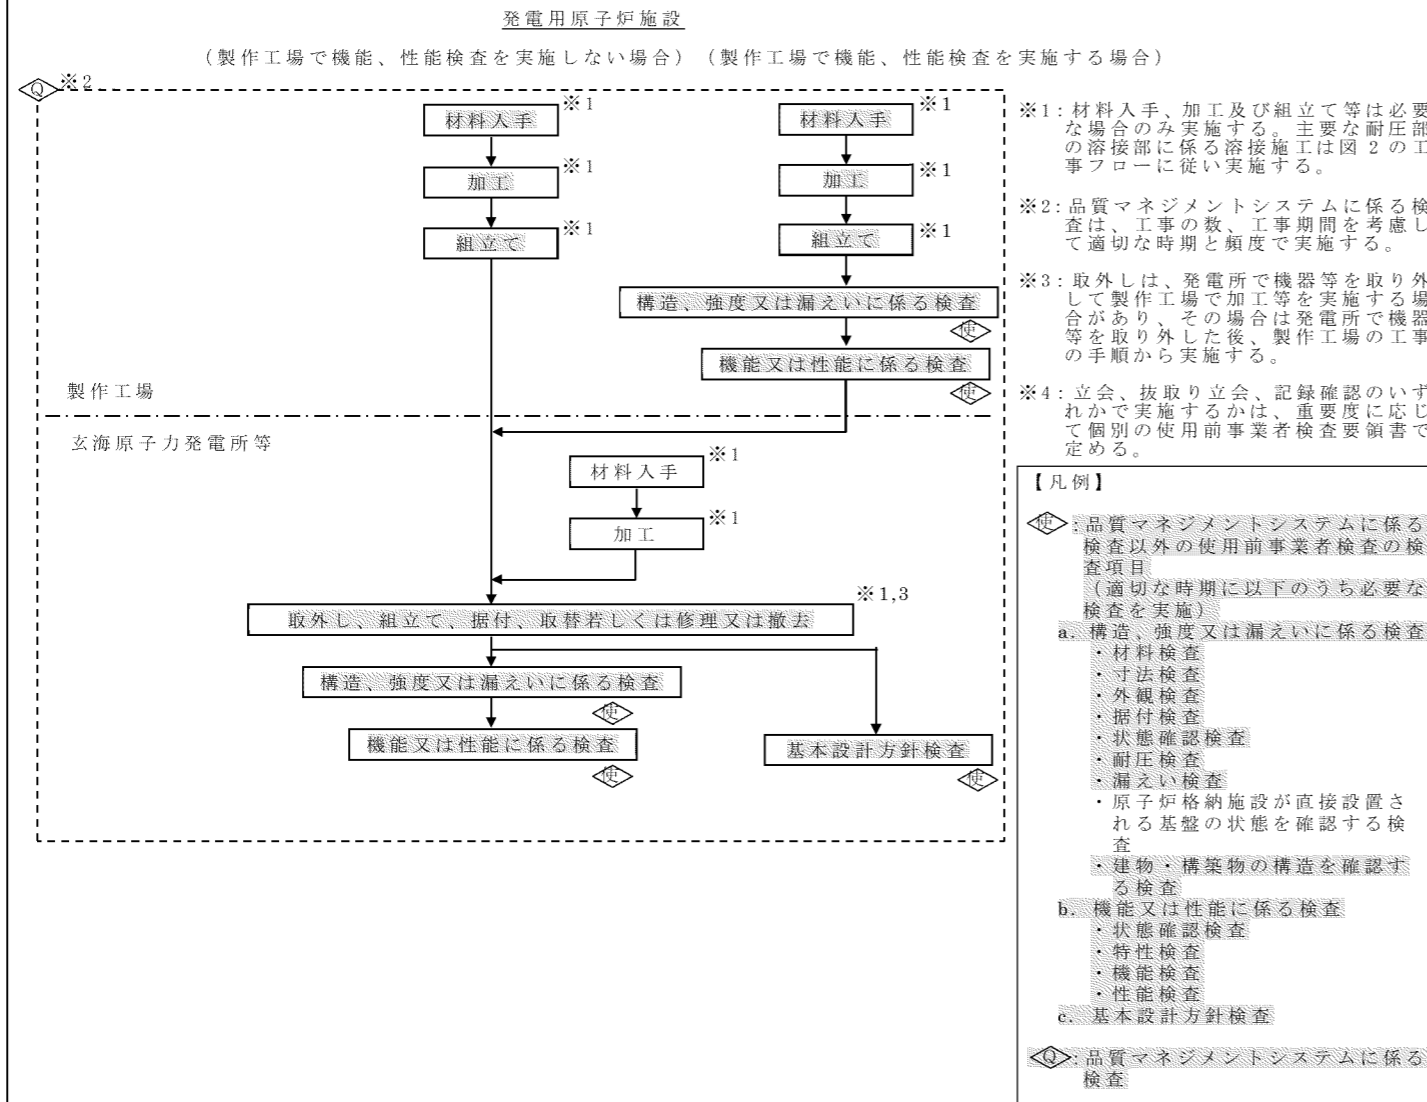 発電用原子炉施設
（製作工場で機能、性能検査を実施しない場合）（製作工場で機能、性能検査を実施する場合）
Q ※2
材料入手 ※1
加工 ※1
組立て ※1
材料入手 ※1
加工 ※1
組立て ※1
構造、強度又は漏えいに係る検査
使
機能又は性能に係る検査
使
製作工場
玄海原子力発電所等
材料入手 ※1
加工 ※1
※1,3
取外し、組立て、据付、取替若しくは修理又は撤去
構造、強度又は漏えいに係る検査
使
機能又は性能に係る検査
使
基本設計方針検査
使
※1：材料入手、加工及び組立て等は必要
な場合のみ実施する。主要な耐圧部
の溶接部に係る溶接施工は図2の工
事フローに従い実施する。
※2：品質マネジメントシステムに係る検
査は、工事の数、工事期間を考慮し
て適切な時期と頻度で実施する。
※3：取外しは、発電所で機器等を取り外
して製作工場で加工等を実施する場
合があり、その場合は発電所で機器
等を取り外した後、製作工場の工事
の手順から実施する。
※4：立会、抜取り立会、記録確認のいず
れかで実施するかは、重要度に応じ
て個別の使用前事業者検査要領書で
定める。
【凡例】
使：品質マネジメントシステムに係る
検査以外の使用前事業者検査の検
査項目
（適切な時期に以下のうち必要な
検査を実施）
a. 構造、強度又は漏えいに係る検査
・材料検査
・寸法検査
・外観検査
・据付検査
・状態確認検査
・耐圧検査
・漏えい検査
・原子炉格納施設が直接設置さ
れる基盤の状態を確認する検
査
・建物・構築物の構造を確認す
る検査
b. 機能又は性能に係る検査
・状態確認検査
・特性検査
・機能検査
・性能検査
c. 基本設計方針検査
Q：品質マネジメントシステムに係る
検査